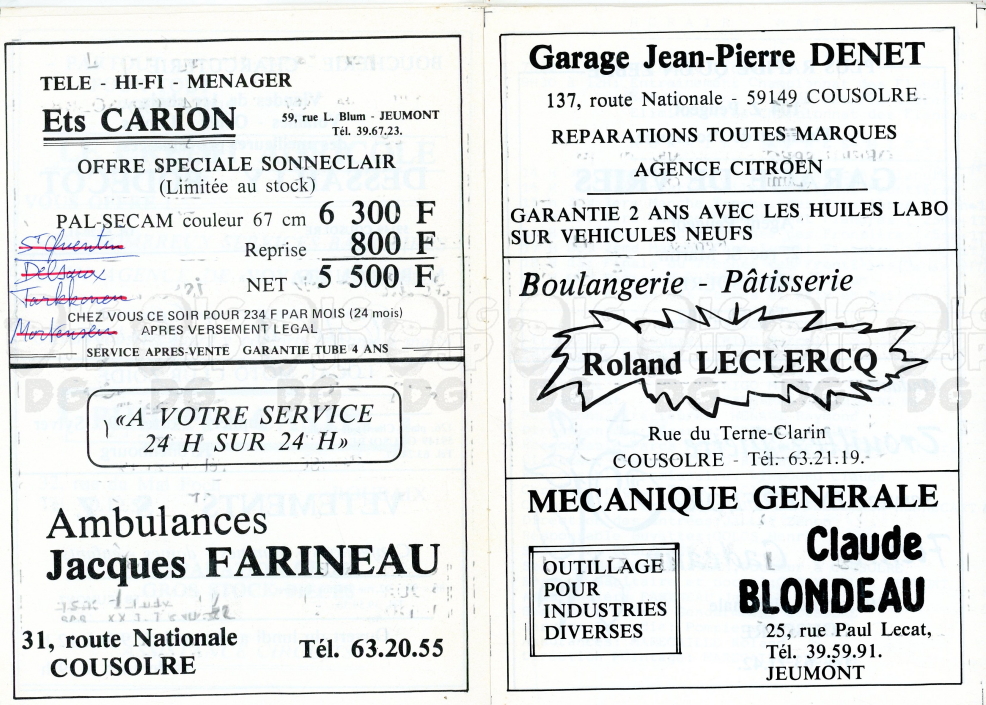 TELE - HI-FI - MENAGER
Ets CARION
59, rue L. Blum - JEUMONT
Tél. 39.67.23.
OFFRE SPECIALE SONNECLAIR
(Limitée au stock)
PAL-SECAM couleur 67 cm 6 300 F
Reprise 800 F
NET 5 500 F
St Quentin
Delsaux
Tarkkonen
Mortensen
CHEZ VOUS CE SOIR POUR 234 F PAR MOIS (24 mois)
APRES VERSEMENT LEGAL
SERVICE APRES-VENTE GARANTIE TUBE 4 ANS
«A VOTRE SERVICE
24 H SUR 24 H»
Ambulances
Jacques FARINEAU
31, route Nationale
COUSOLRE
Tél. 63.20.55
Garage Jean-Pierre DENET
137, route Nationale - 59149 COUSOLRE
REPARATIONS TOUTES MARQUES
AGENCE CITROEN
GARANTIE 2 ANS AVEC LES HUILES LABO
SUR VEHICULES NEUFS
Boulangerie - Pâtisserie
Roland LECLERCQ
Rue du Terne-Clarin
COUSOLRE - Tél. 63.21.19.
MECANIQUE GENERALE
OUTILLAGE
POUR
INDUSTRIES
DIVERSES
Claude
BLONDEAU
25, rue Paul Lecat,
Tél. 39.59.91.
JEUMONT